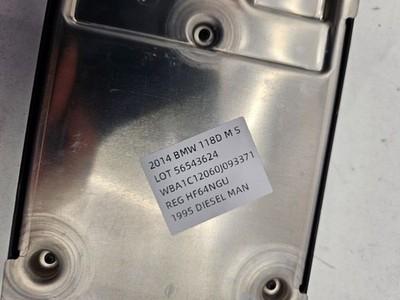 2014 BMW 118D M S
LOT 56543624
WBA1C12060J093371
REG HF64NGU
1995 DIESEL MAN